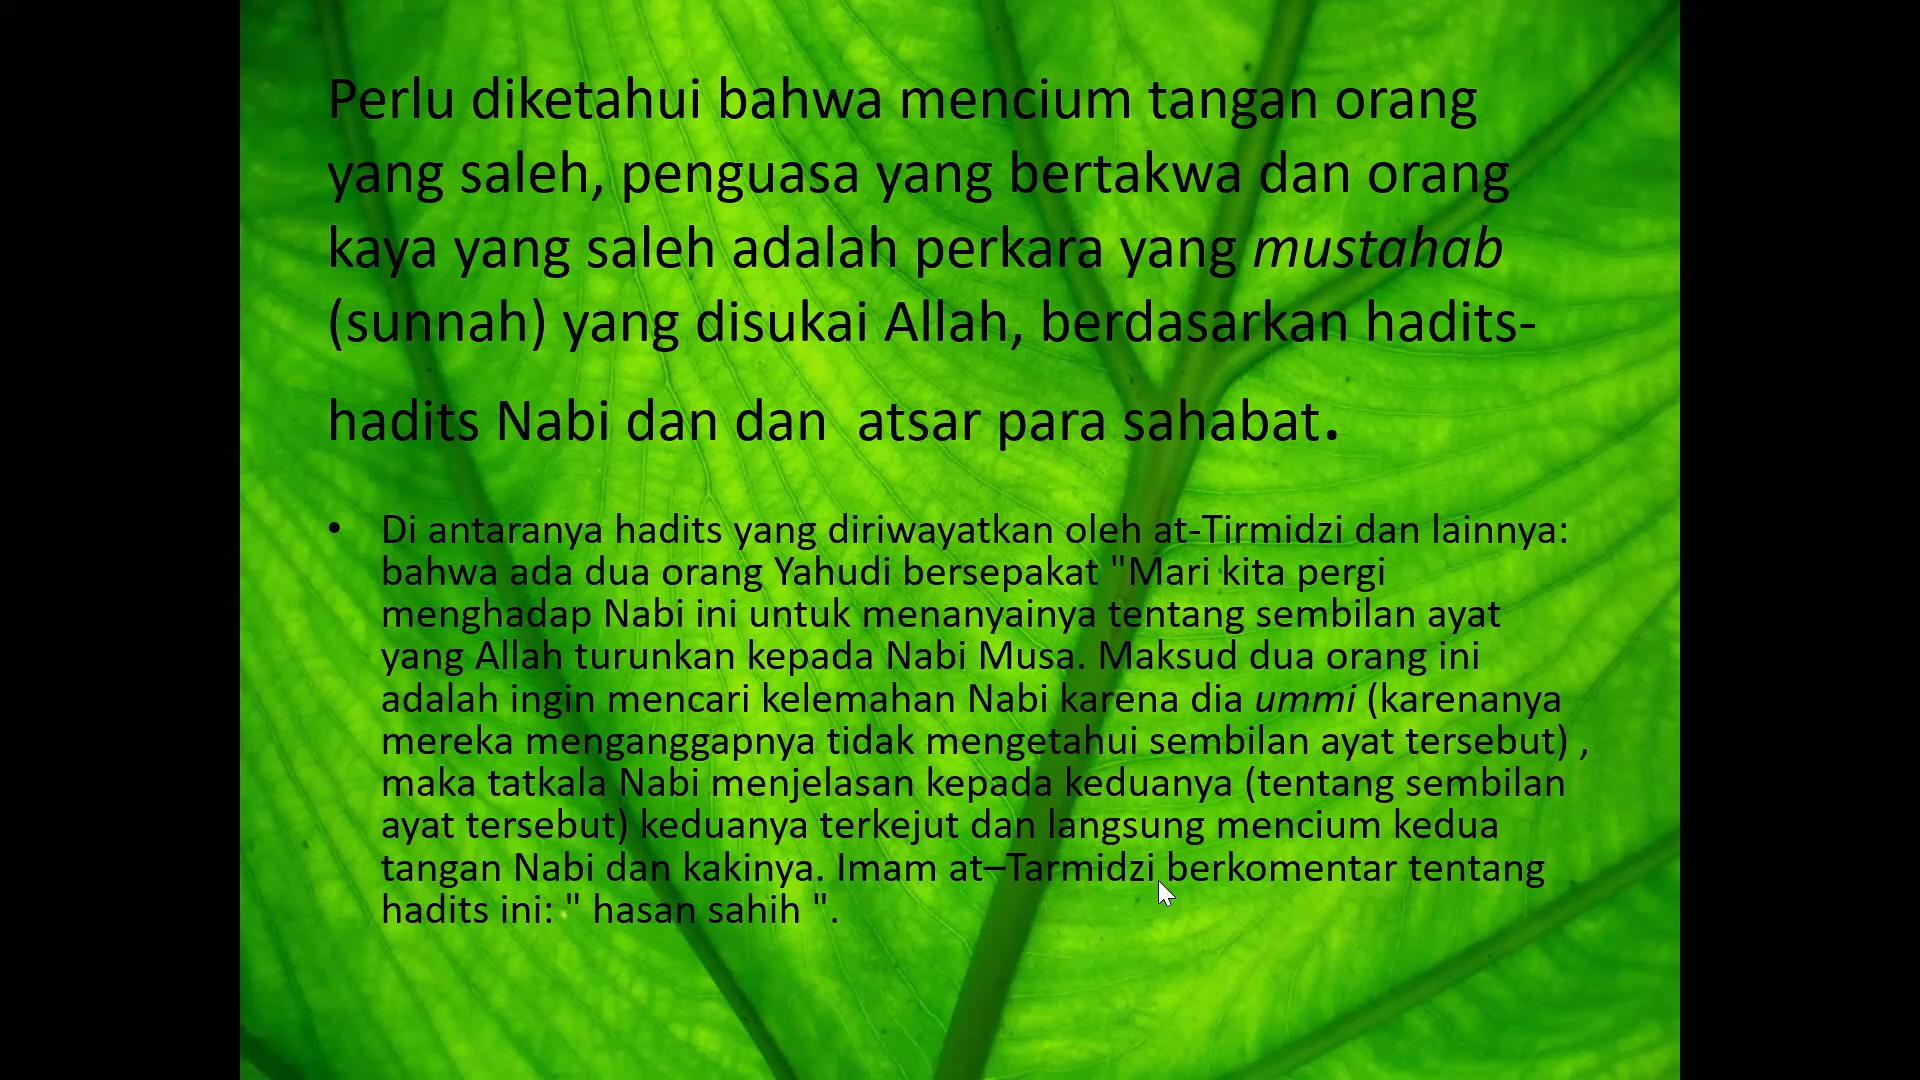 Perlu diketahui bahwa mencium tangan orang
yang saleh, penguasa yang bertakwa dan orang
kaya yang saleh adalah perkara yang mustahab
(sunnah) yang disukai Allah, berdasarkan hadits-
hadits Nabi dan dan  atsar para sahabat.
• Di antaranya hadits yang diriwayatkan oleh at-Tirmidzi dan lainnya:
bahwa ada dua orang Yahudi bersepakat "Mari kita pergi
menghadap Nabi ini untuk menanyainya tentang sembilan ayat
yang Allah turunkan kepada Nabi Musa. Maksud dua orang ini
adalah ingin mencari kelemahan Nabi karena dia ummi (karenanya
mereka menganggapnya tidak mengetahui sembilan ayat tersebut) ,
maka tatkala Nabi menjelasan kepada keduanya (tentang sembilan
ayat tersebut) keduanya terkejut dan langsung mencium kedua
tangan Nabi dan kakinya. Imam at–Tarmidzi berkomentar tentang
hadits ini: " hasan sahih ".